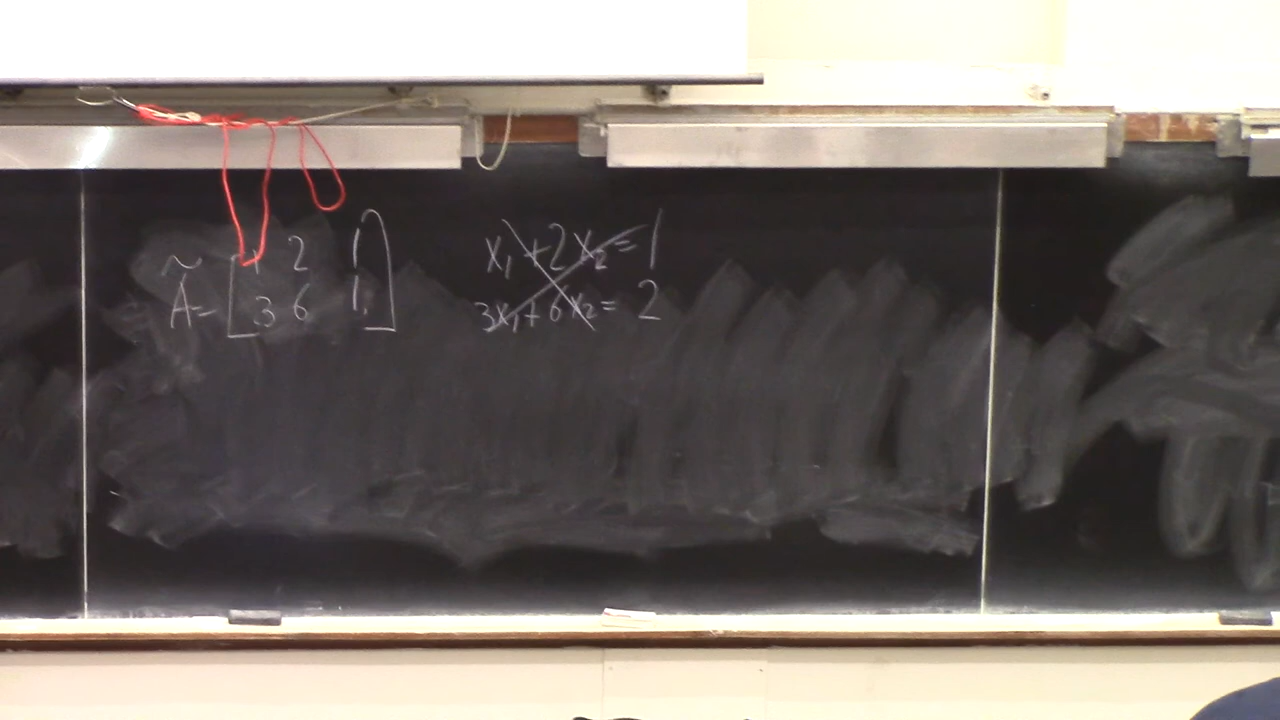 Ã = [1 2 1
3 6 1]
x₁ + 2x₂ = 1
3x₁ + 6x₂ = 2